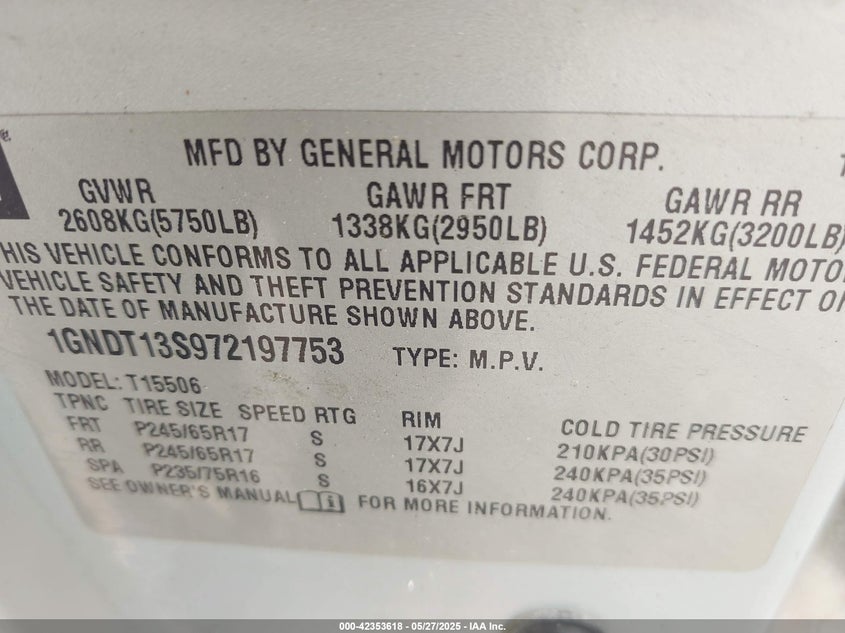 MFD BY GENERAL MOTORS CORP.
GVWR GAWR FRT GAWR RR
2608KG(5750LB) 1338KG(2950LB) 1452KG(3200LB)
HIS VEHICLE CONFORMS TO ALL APPLICABLE U.S. FEDERAL MOTO
VEHICLE SAFETY AND THEFT PREVENTION STANDARDS IN EFFECT ON
THE DATE OF MANUFACTURE SHOWN ABOVE.
1GNDT13S972197753 TYPE: M.P.V.
MODEL: T15506
TPNC TIRE SIZE SPEED RTG RIM COLD TIRE PRESSURE
FRT P245/65R17 S 17X7J 210KPA(30PSI)
RR P245/65R17 S 17X7J 240KPA(35PSI)
SPA P235/75R16 S 16X7J 240KPA(35PSI)
SEE OWNER'S MANUAL FOR MORE INFORMATION.
000-42353618 - 05/27/2025 - IAA Inc.